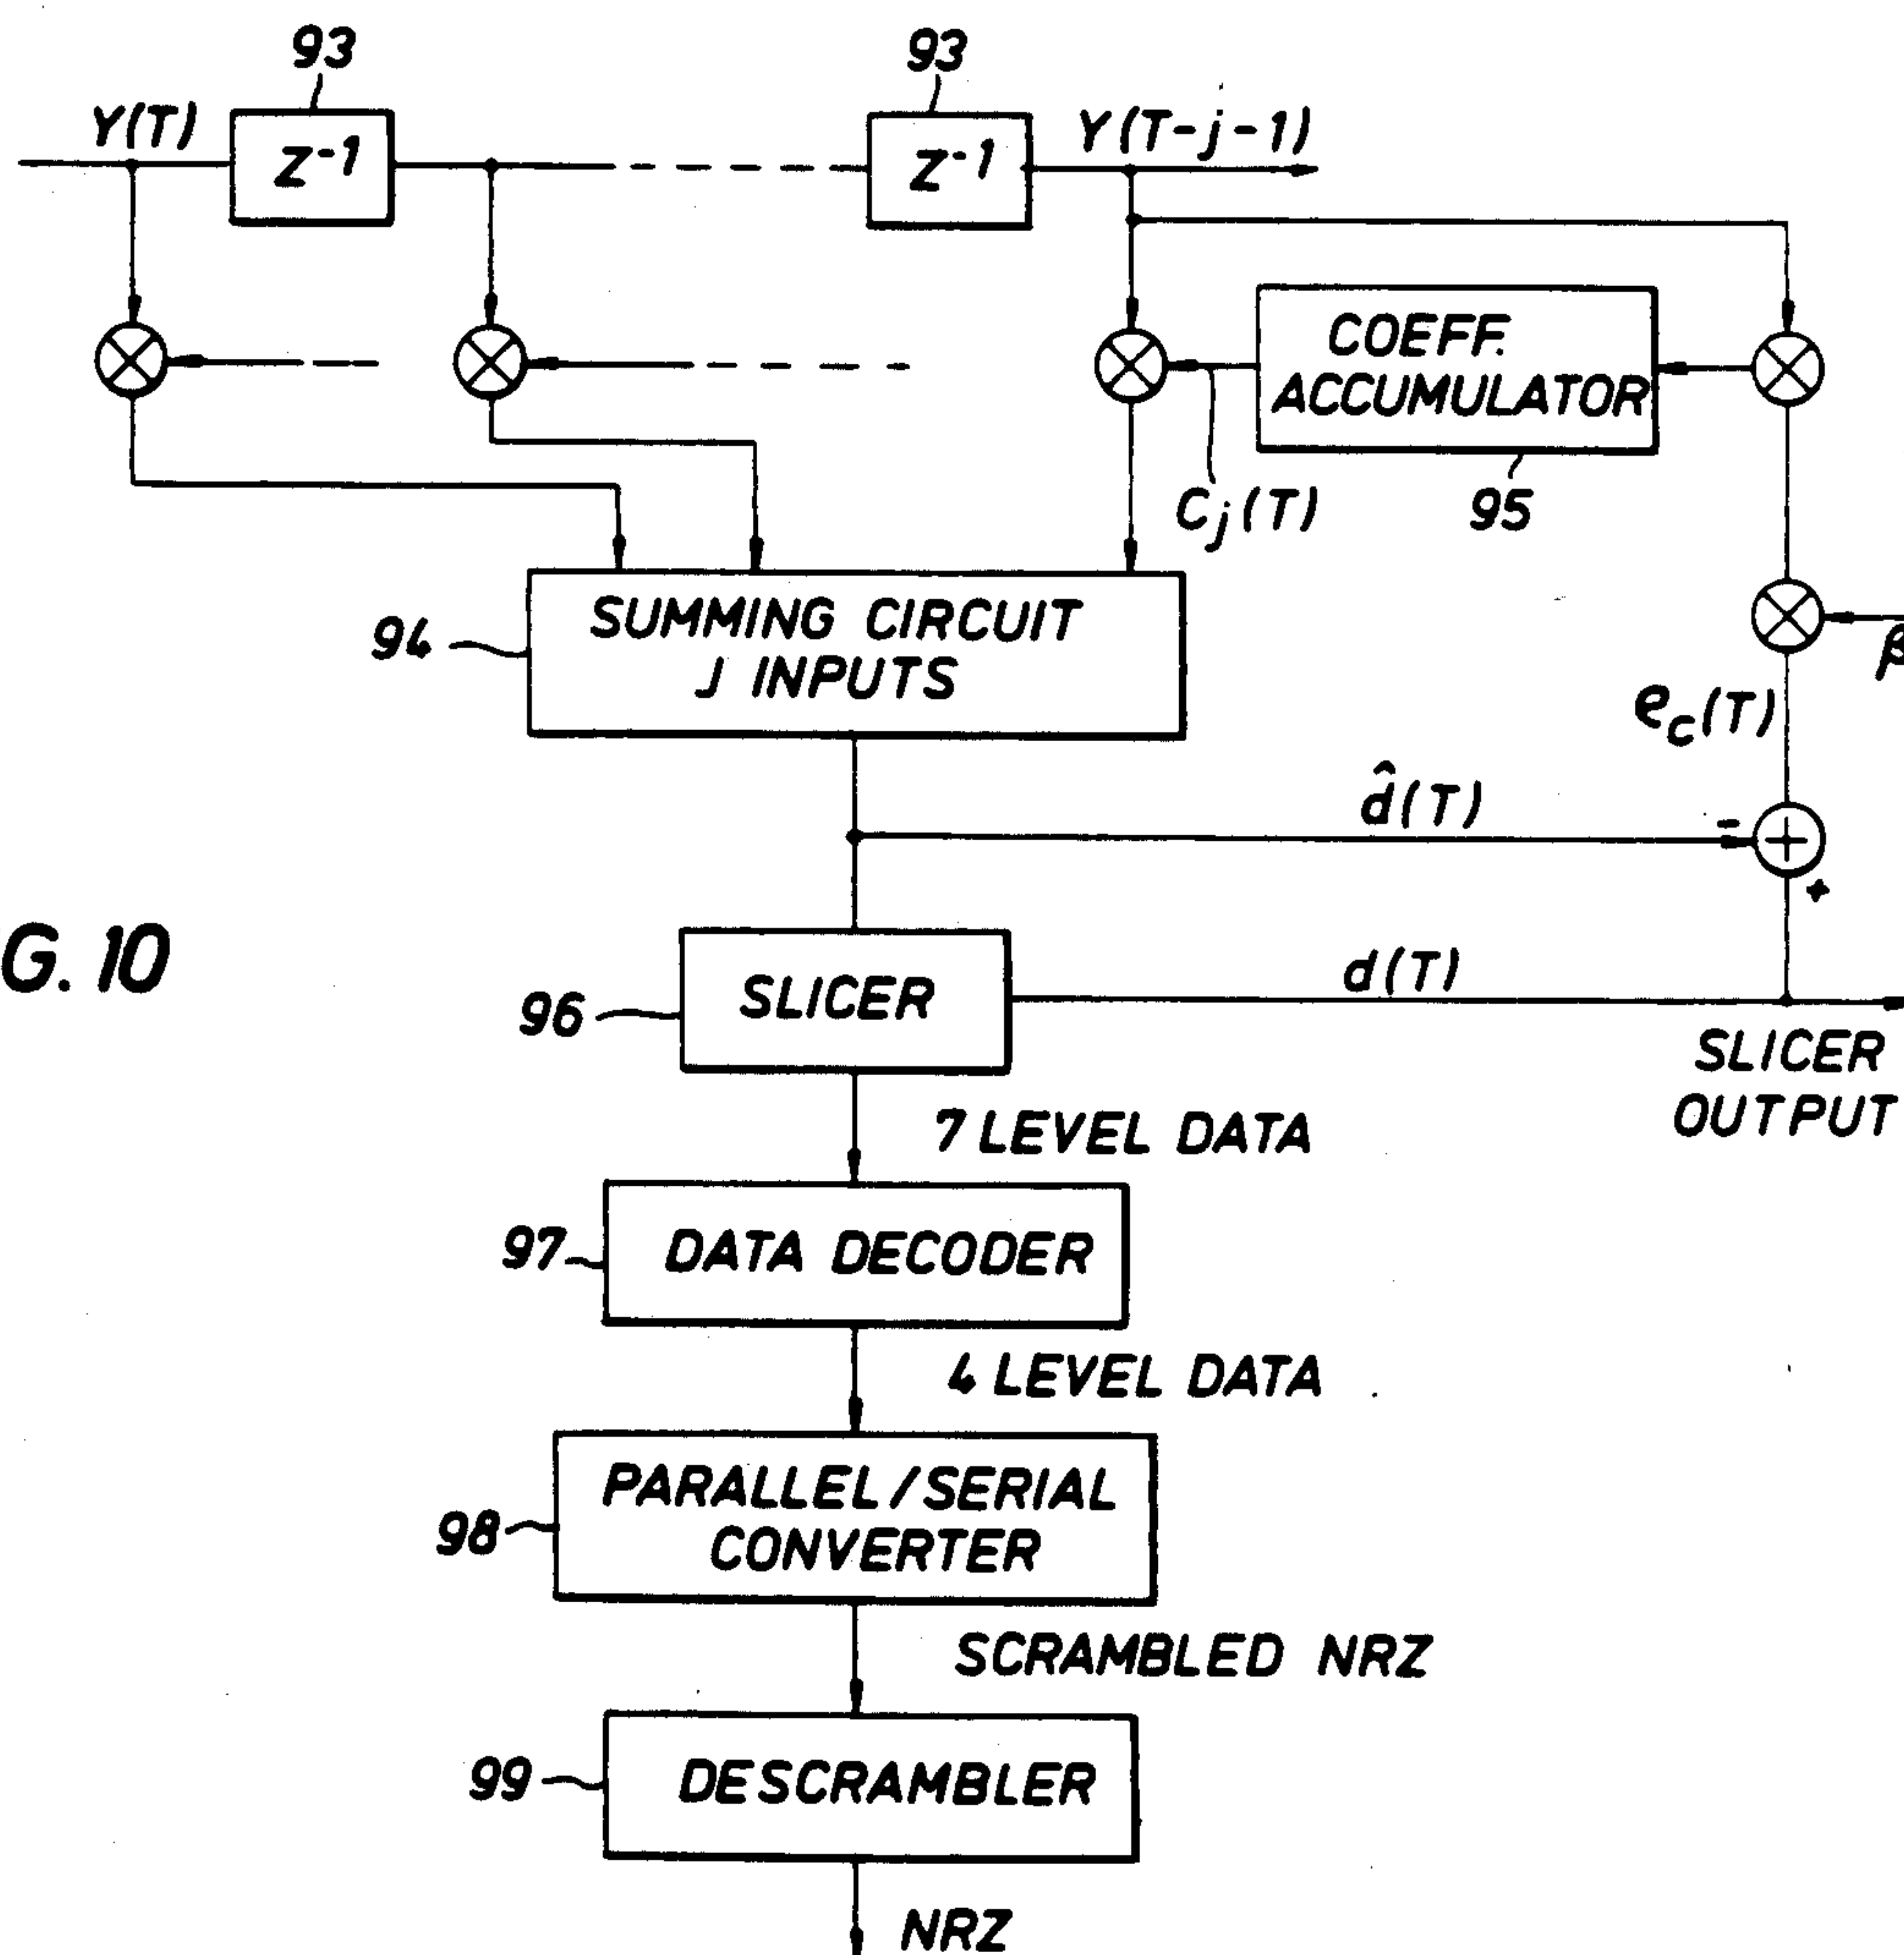 93
93
Y(T)
Z⁻¹
Z⁻¹
Y(T-j-1)
COEFF.
ACCUMULATOR
Cj(T)
95
94
SUMMING CIRCUIT
J INPUTS
β
ec(T)
d̂(T)
-
+
G. 10
96
SLICER
d(T)
SLICER
OUTPUT
7 LEVEL DATA
97
DATA DECODER
4 LEVEL DATA
98
PARALLEL/SERIAL
CONVERTER
SCRAMBLED NRZ
99
DESCRAMBLER
NRZ